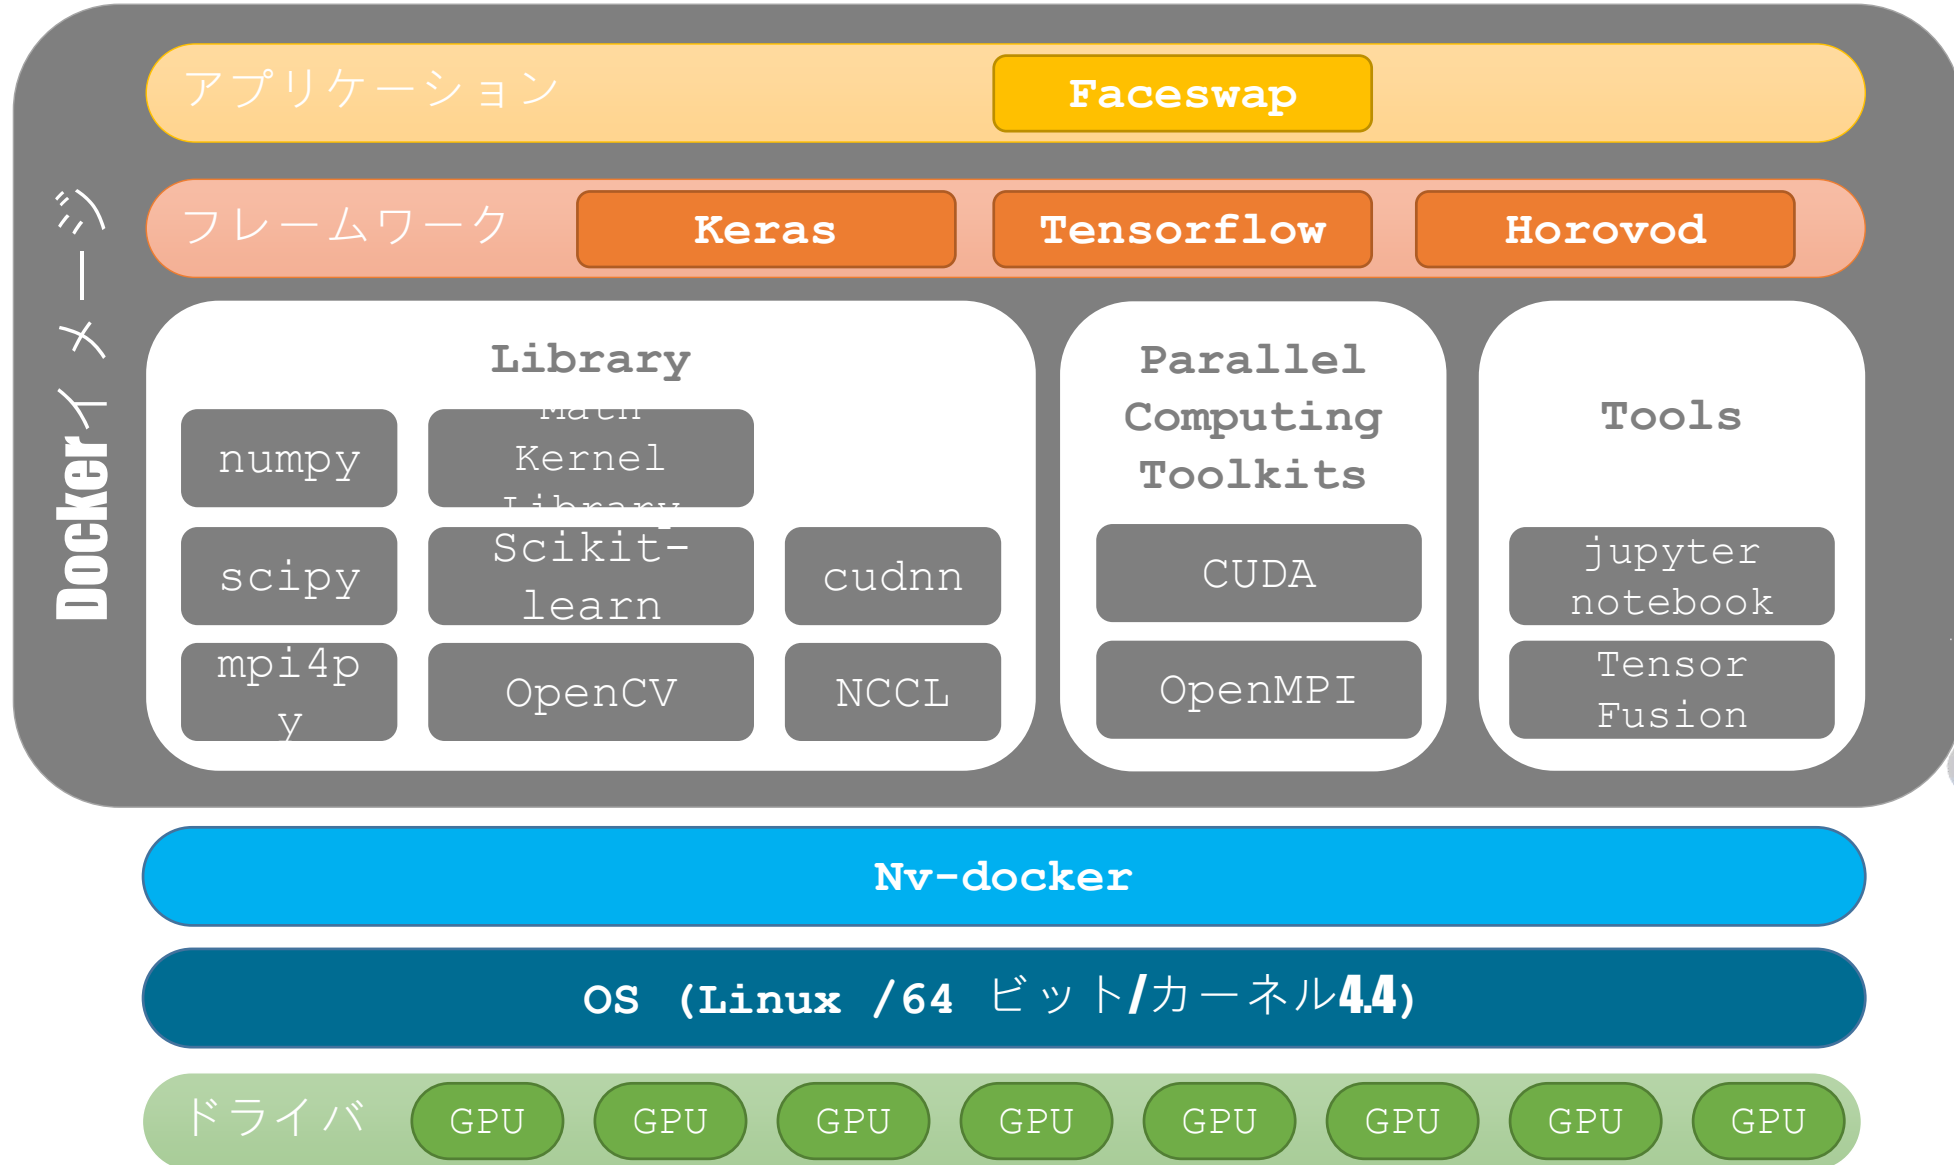 Dockerイメージ
アプリケーション
Faceswap
フレームワーク
Keras
Tensorflow
Horovod
Library
numpy
Math
Kernel
Library
scipy
Scikit-
learn
cudnn
mpi4p
y
OpenCV
NCCL
Parallel
Computing
Toolkits
CUDA
OpenMPI
Tools
jupyter
notebook
Tensor
Fusion
Nv-docker
OS (Linux /64 ビット/カーネル4.4)
ドライバ
GPU
GPU
GPU
GPU
GPU
GPU
GPU
GPU